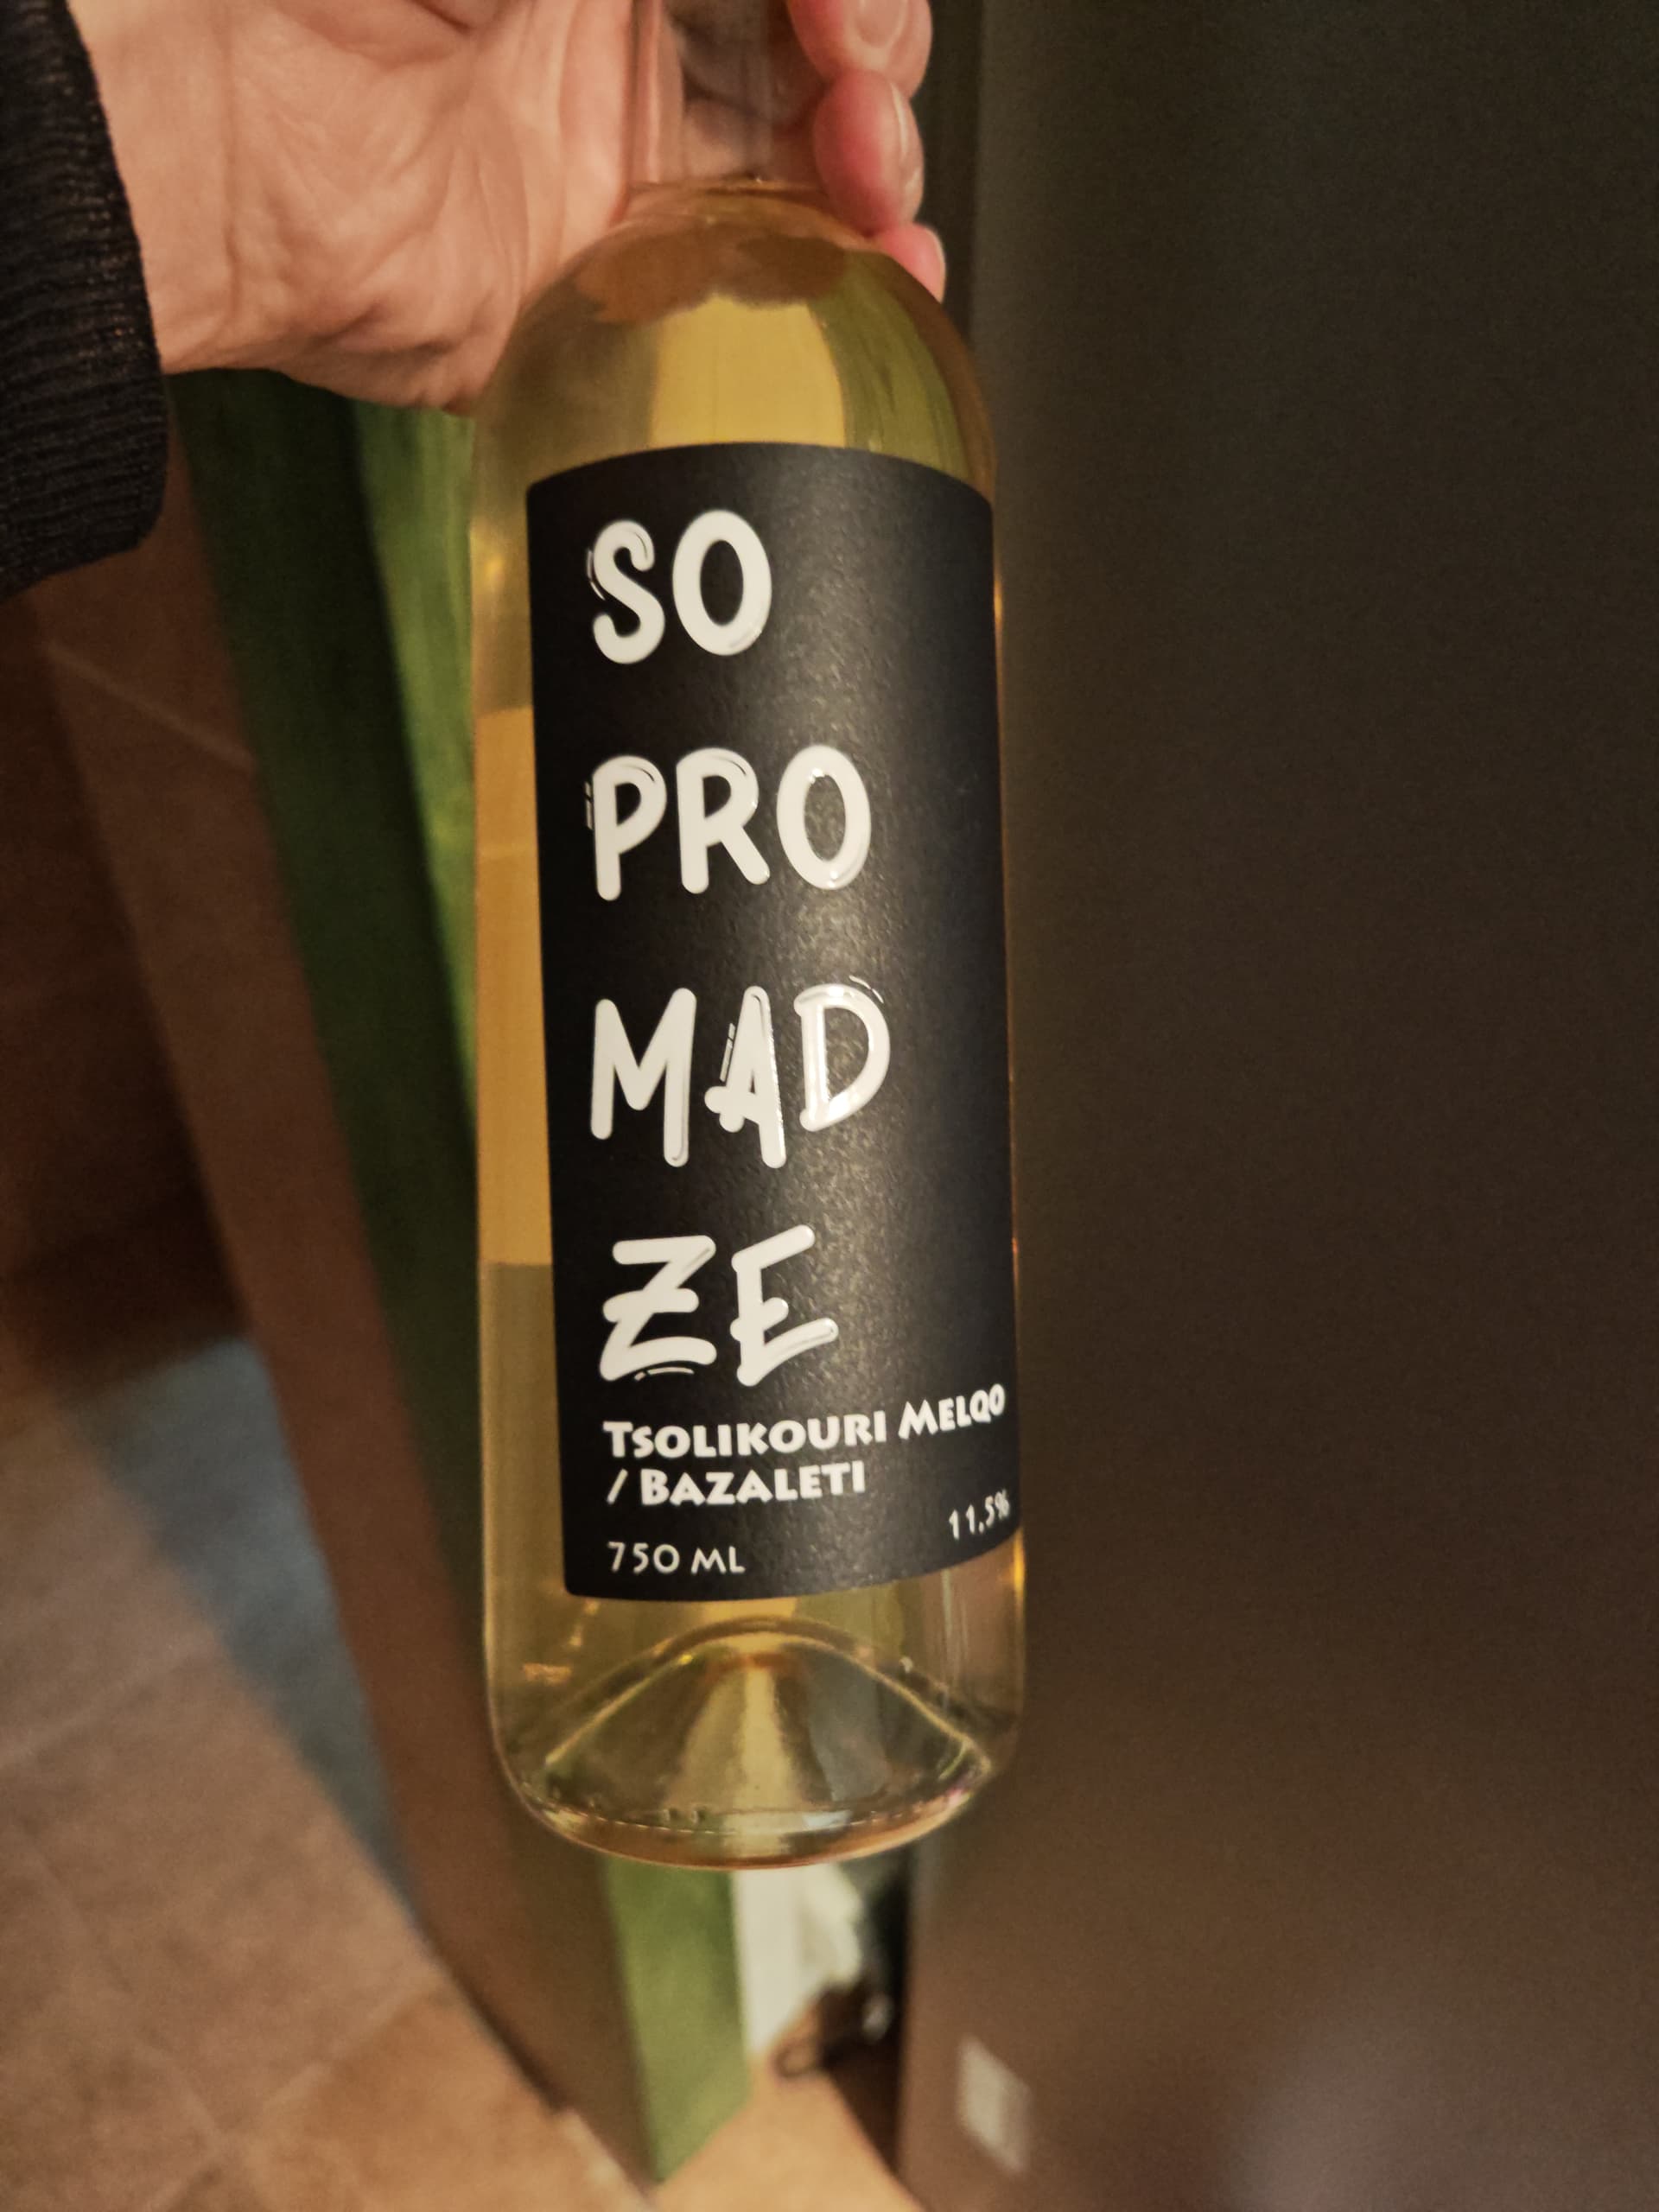 SO
PRO
MAD
ZE
TSOLIKOURI MELQO
/ BAZALETI
11,5%
750 ML